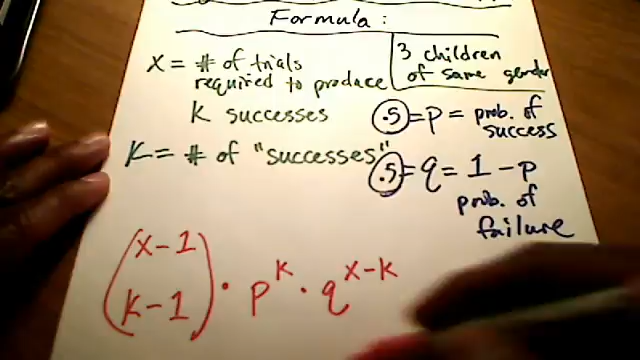 Formula:
X = # of trials
required to produce
K successes
K = # of "successes"
3 children
of same gender
.5 = p = prob. of
success
.5 = q = 1 - p
prob. of
failure
(x-1
k-1) · p^k · q^x-k